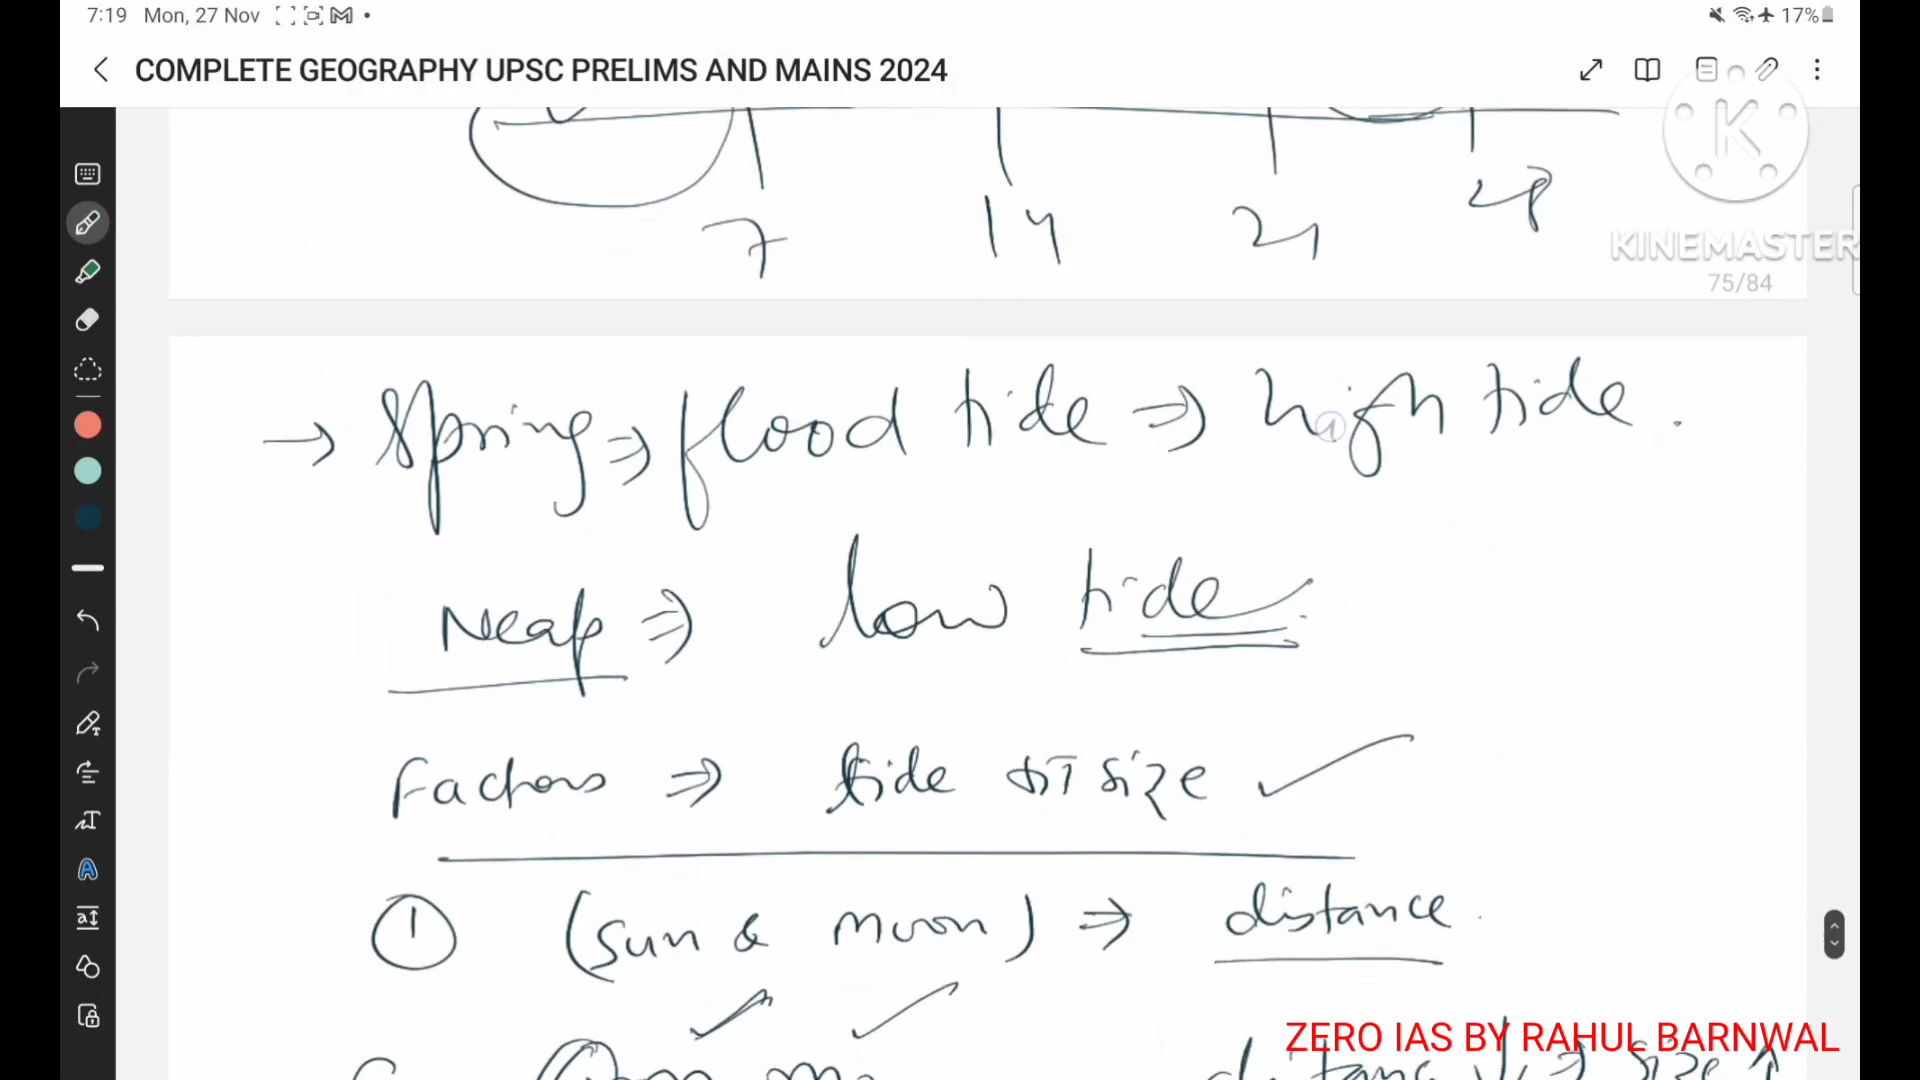 7:19 Mon, 27 Nov 17%
COMPLETE GEOGRAPHY UPSC PRELIMS AND MAINS 2024
K
KINEMASTER
75/84
7 14 21 28
→ Spring ⇒ flood tide ⇒ high tide.
Neap ⇒ low tide.
Factors ⇒ tide की size ✓
① (sun & moon) ⇒ distance
ZERO IAS BY RAHUL BARNWAL
distanc ↓ ⇒ size ↑